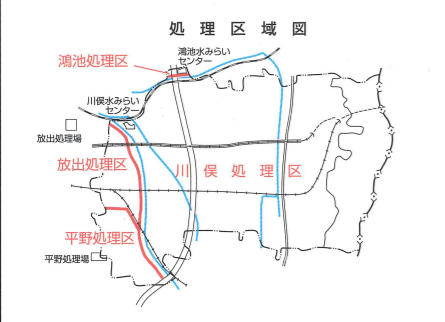 処理区域図
鴻池水みらい
センター
鴻池処理区
川俣水みらい
センター
放出処理場
放出処理区
川俣処理区
平野処理区
平野処理場